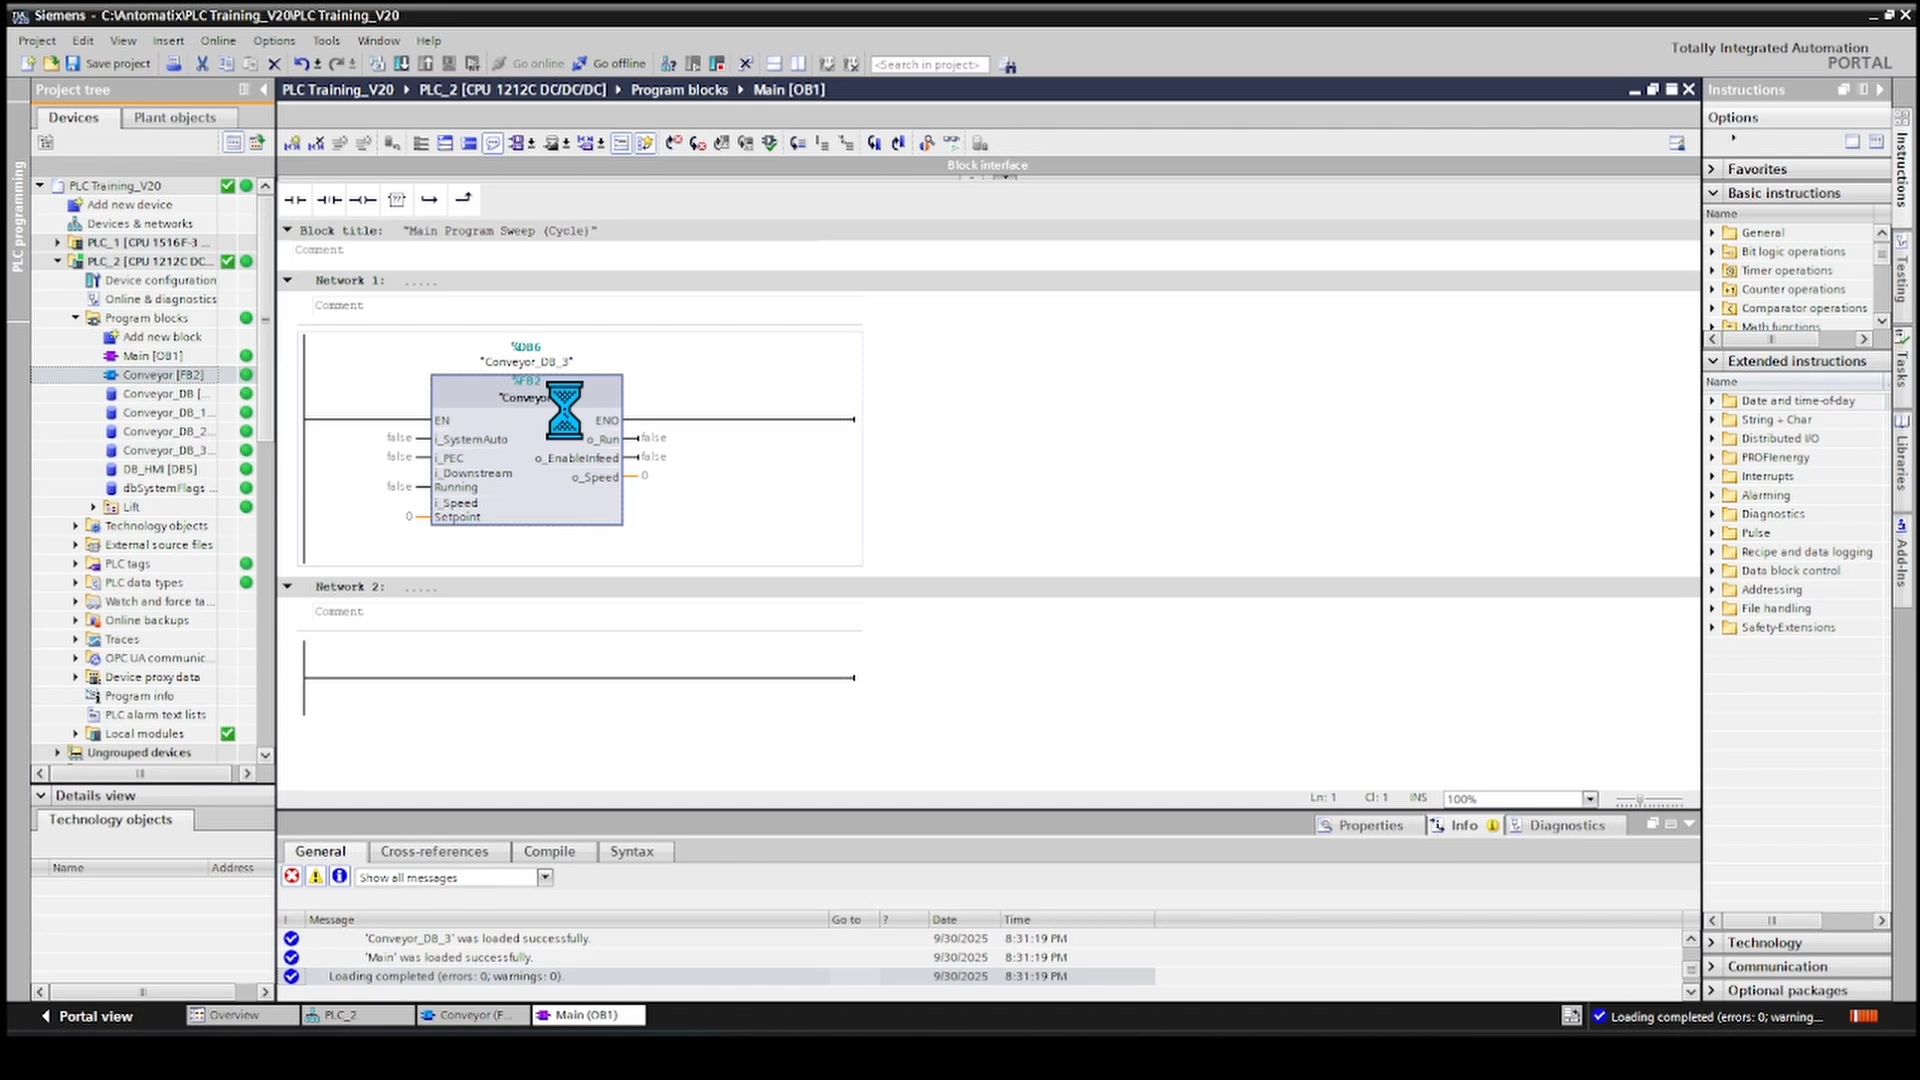 Siemens - C:\Antomatix\PLC Training_V20\PLC Training_V20
Project Edit View Insert Online Options Tools Window Help
Totally Integrated Automation
PORTAL
Save project
Go online
Go offline
<Search in project>
Project tree
PLC Training_V20 ▸ PLC_2 [CPU 1212C DC/DC/DC] ▸ Program blocks ▸ Main [OB1]
Instructions
Devices
Plant objects
Options
Block interface
PLC programming
PLC Training_V20
Add new device
Devices & networks
PLC_1 [CPU 1516F-3 ...
PLC_2 [CPU 1212C DC...
Device configuration
Online & diagnostics
Program blocks
Add new block
Main [OB1]
Conveyor [FB2]
Conveyor_DB [...
Conveyor_DB_1...
Conveyor_DB_2...
Conveyor_DB_3...
DB_HMI [DB5]
dbSystemFlags ...
Lift
Technology objects
External source files
PLC tags
PLC data types
Watch and force ta...
Online backups
Traces
OPC UA communic...
Device proxy data
Program info
PLC alarm text lists
Local modules
Ungrouped devices
Details view
Technology objects
Name Address
Block title: "Main Program Sweep (Cycle)"
Comment
Network 1: .....
Comment
%DB6
"Conveyor_DB_3"
%FB2
"Conveyor
EN ENO
false i_SystemAuto o_Run false
false i_PEC o_EnableInfeed false
i_Downstream
false Running
o_Speed 0
i_Speed
0 Setpoint
Network 2: .....
Comment
Ln: 1 Cl: 1 INS 100%
Properties Info Diagnostics
General Cross-references Compile Syntax
Show all messages
! Message Go to ? Date Time
'Conveyor_DB_3' was loaded successfully. 9/30/2025 8:31:19 PM
'Main' was loaded successfully. 9/30/2025 8:31:19 PM
Loading completed (errors: 0; warnings: 0). 9/30/2025 8:31:19 PM
Favorites
Basic instructions
Name
General
Bit logic operations
Timer operations
Counter operations
Comparator operations
Math functions
Extended instructions
Name
Date and time-of-day
String + Char
Distributed I/O
PROFIenergy
Interrupts
Alarming
Diagnostics
Pulse
Recipe and data logging
Data block control
Addressing
File handling
Safety-Extensions
Technology
Communication
Optional packages
Instructions
Testing
Tasks
Libraries
Add-Ins
Portal view
Overview
PLC_2
Conveyor (F...
Main (OB1)
Loading completed (errors: 0; warning...